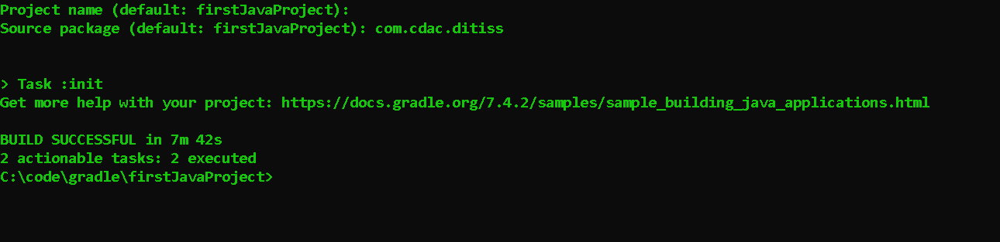 Project name (default: firstJavaProject):
Source package (default: firstJavaProject): com.cdac.ditiss
> Task :init
Get more help with your project: https://docs.gradle.org/7.4.2/samples/sample_building_java_applications.html
BUILD SUCCESSFUL in 7m 42s
2 actionable tasks: 2 executed
C:\code\gradle\firstJavaProject>